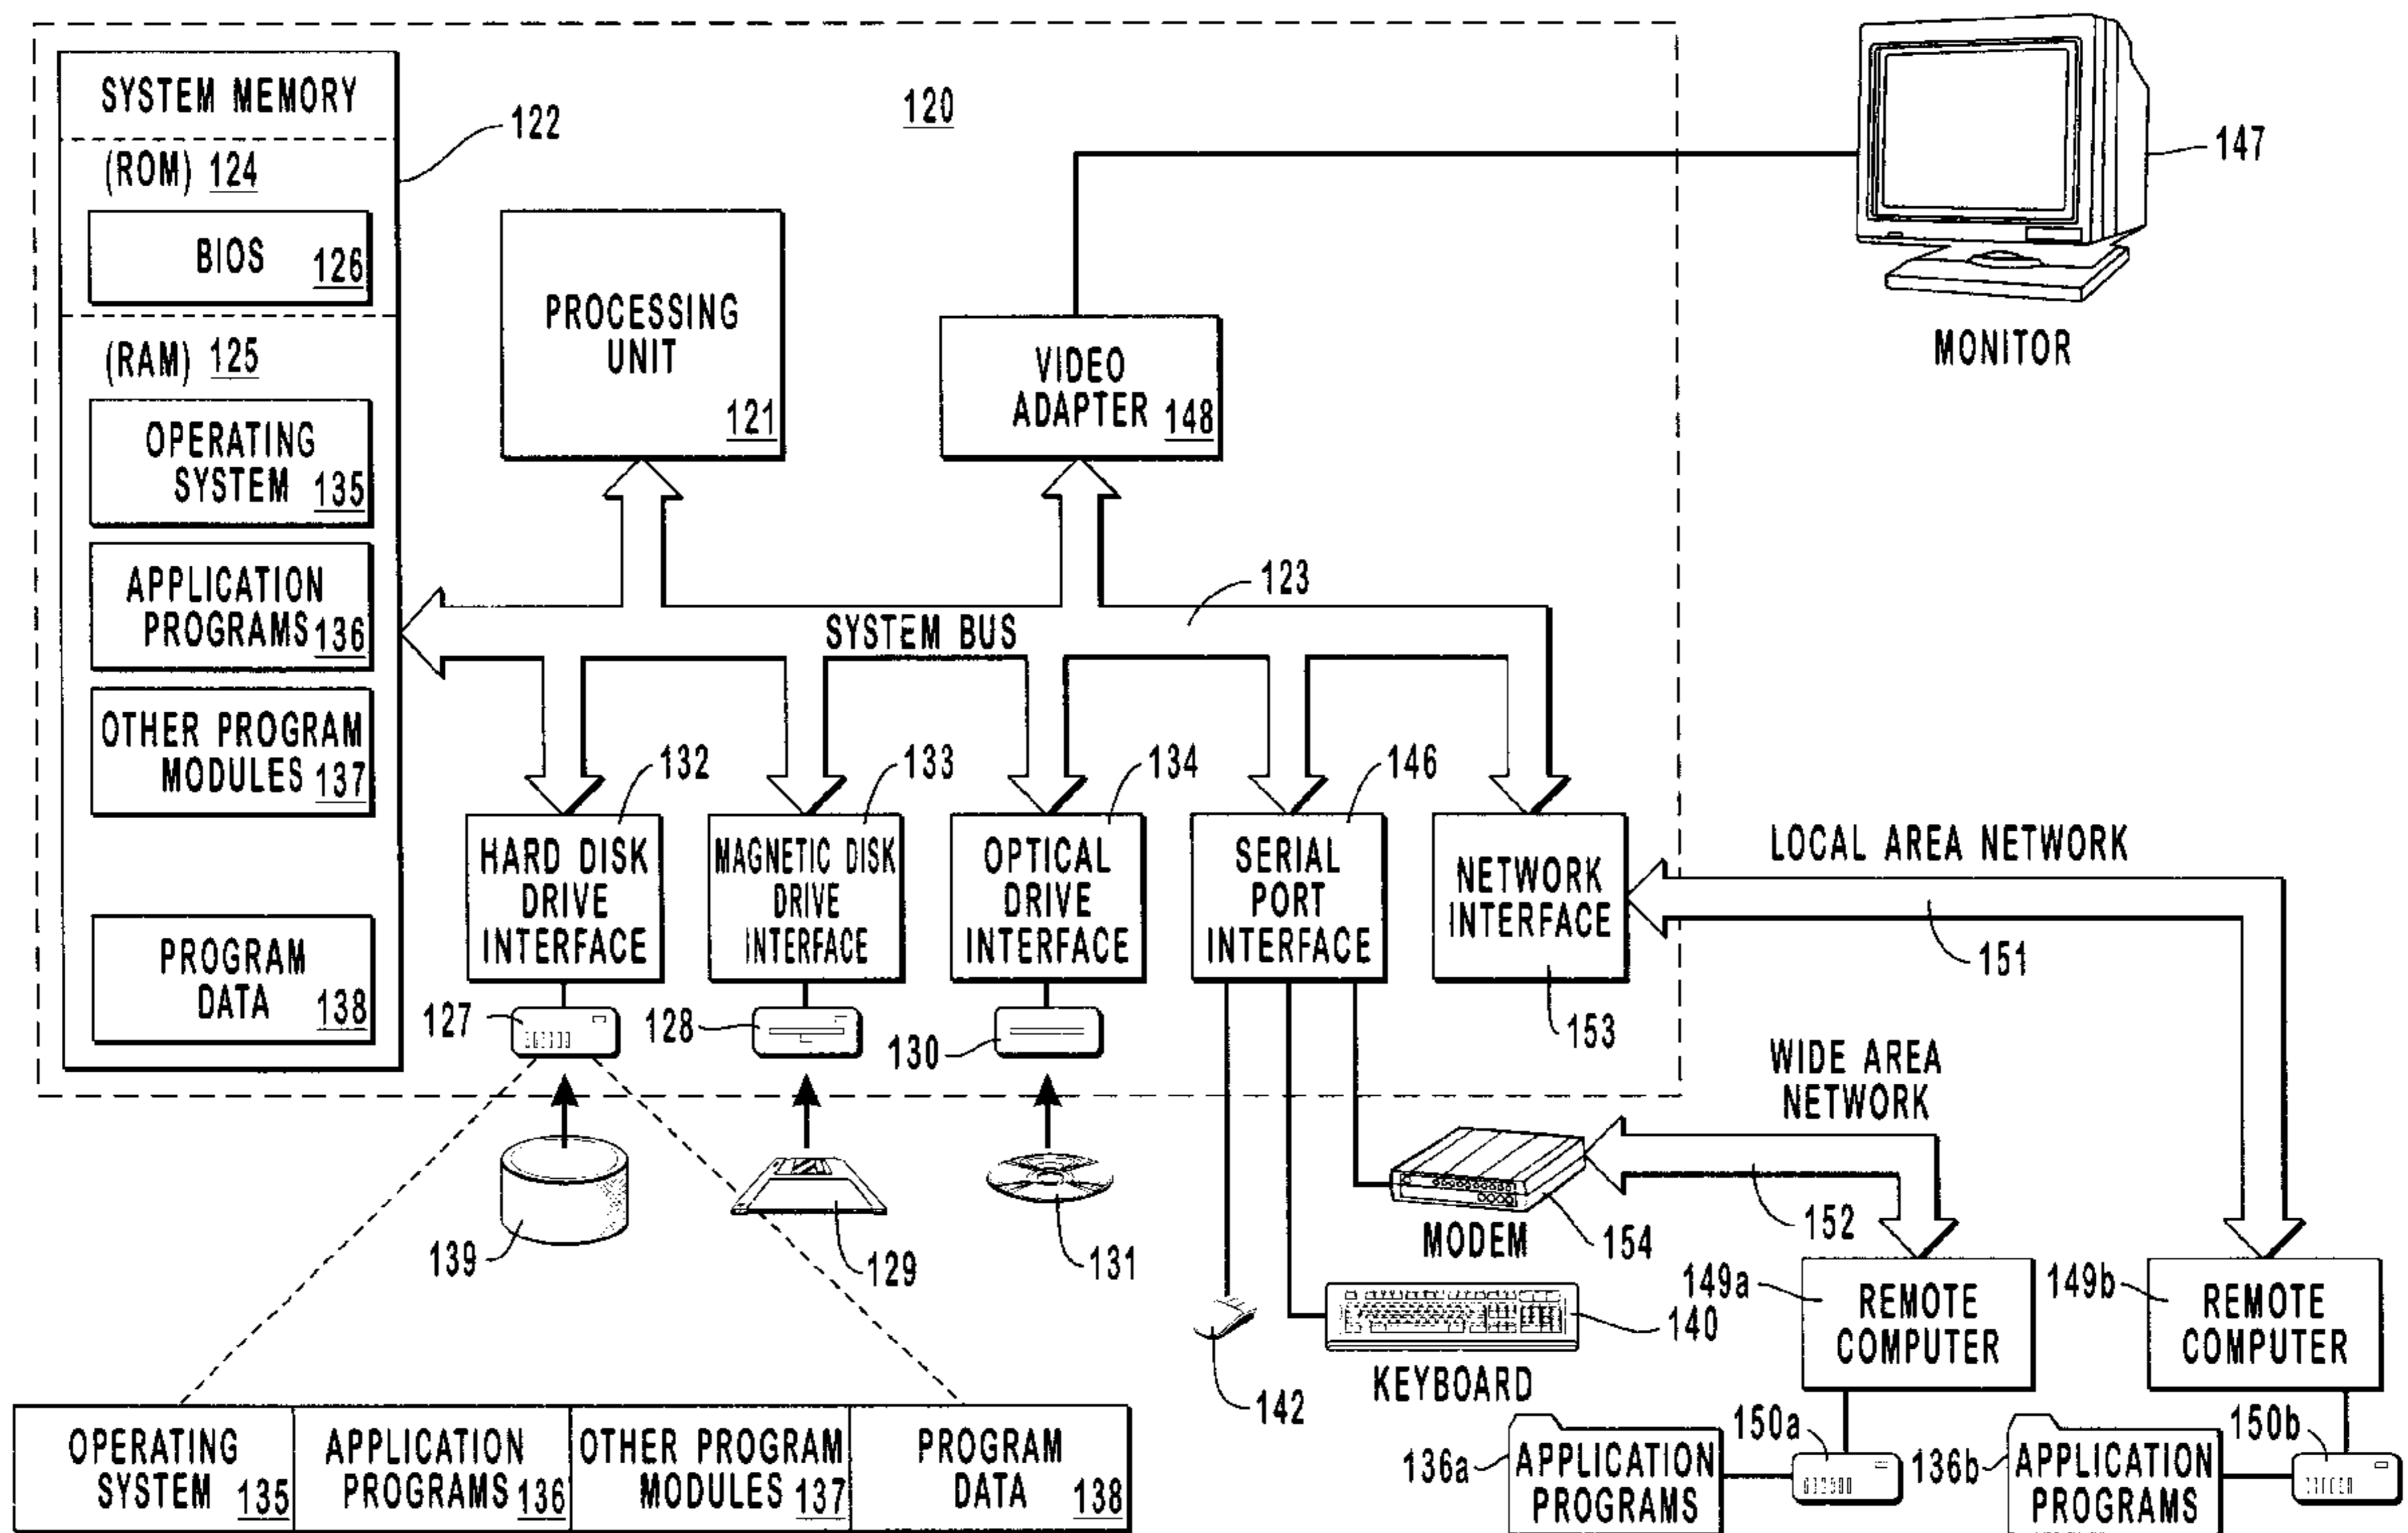 SYSTEM MEMORY
(ROM) 124
BIOS 126
(RAM) 125
OPERATING
SYSTEM 135
APPLICATION
PROGRAMS 136
OTHER PROGRAM
MODULES 137
PROGRAM
DATA 138
122
120
PROCESSING
UNIT
121
VIDEO
ADAPTER 148
147
MONITOR
123
SYSTEM BUS
132
HARD DISK
DRIVE
INTERFACE
133
MAGNETIC DISK
DRIVE
INTERFACE
134
OPTICAL
DRIVE
INTERFACE
146
SERIAL
PORT
INTERFACE
NETWORK
INTERFACE
153
LOCAL AREA NETWORK
151
127
128
130
WIDE AREA
NETWORK
152
139
129
131
MODEM
154
142
140
KEYBOARD
149a
REMOTE
COMPUTER
149b
REMOTE
COMPUTER
OPERATING
SYSTEM 135
APPLICATION
PROGRAMS 136
OTHER PROGRAM
MODULES 137
PROGRAM
DATA 138
136a
APPLICATION
PROGRAMS
150a
136b
APPLICATION
PROGRAMS
150b